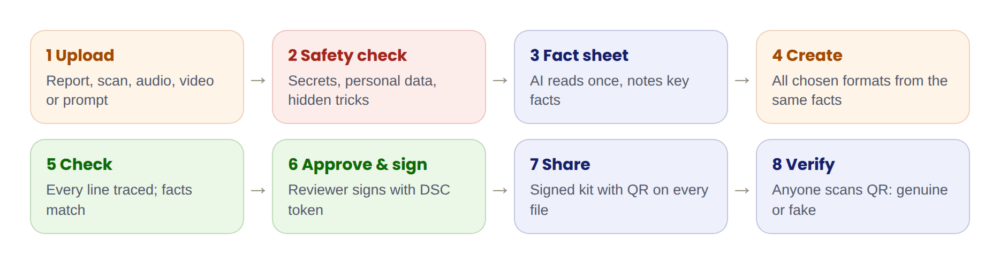 1 Upload
Report, scan, audio, video
or prompt
→
2 Safety check
Secrets, personal data,
hidden tricks
→
3 Fact sheet
AI reads once, notes key
facts
→
4 Create
All chosen formats from the
same facts
5 Check
Every line traced; facts
match
→
6 Approve & sign
Reviewer signs with DSC
token
→
7 Share
Signed kit with QR on every
file
→
8 Verify
Anyone scans QR: genuine
or fake